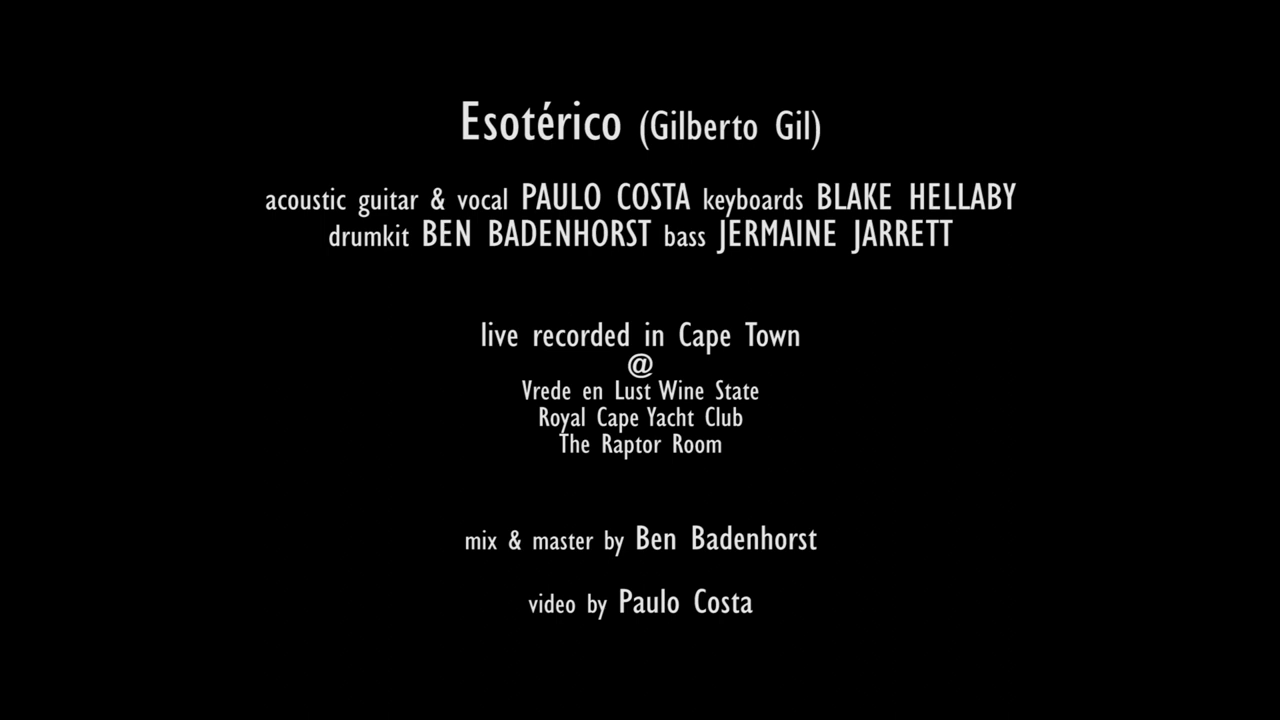 Esotérico (Gilberto Gil)
acoustic guitar & vocal PAULO COSTA keyboards BLAKE HELLABY
drumkit BEN BADENHORST bass JERMAINE JARRETT
live recorded in Cape Town
@
Vrede en Lust Wine State
Royal Cape Yacht Club
The Raptor Room
mix & master by Ben Badenhorst
video by Paulo Costa